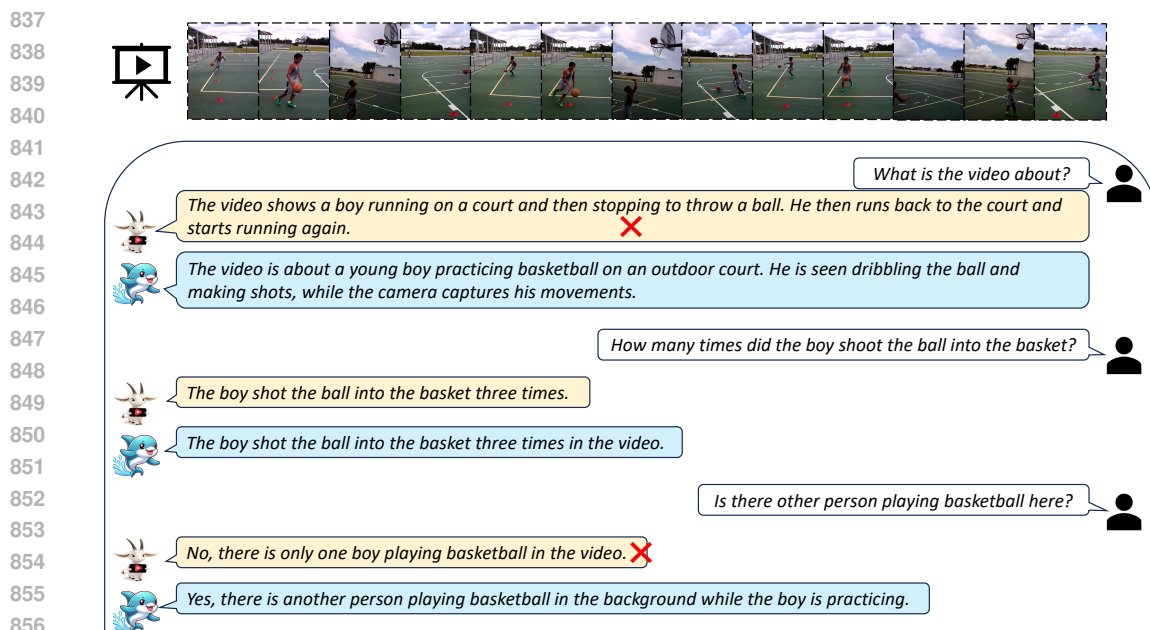 837
838
839
840
841
842
What is the video about?
843
The video shows a boy running on a court and then stopping to throw a ball. He then runs back to the court and
844
starts running again.
845
The video is about a young boy practicing basketball on an outdoor court. He is seen dribbling the ball and
846
making shots, while the camera captures his movements.
847
How many times did the boy shoot the ball into the basket?
848
849
The boy shot the ball into the basket three times.
850
The boy shot the ball into the basket three times in the video.
851
852
Is there other person playing basketball here?
853
854
No, there is only one boy playing basketball in the video.
855
Yes, there is another person playing basketball in the background while the boy is practicing.
856